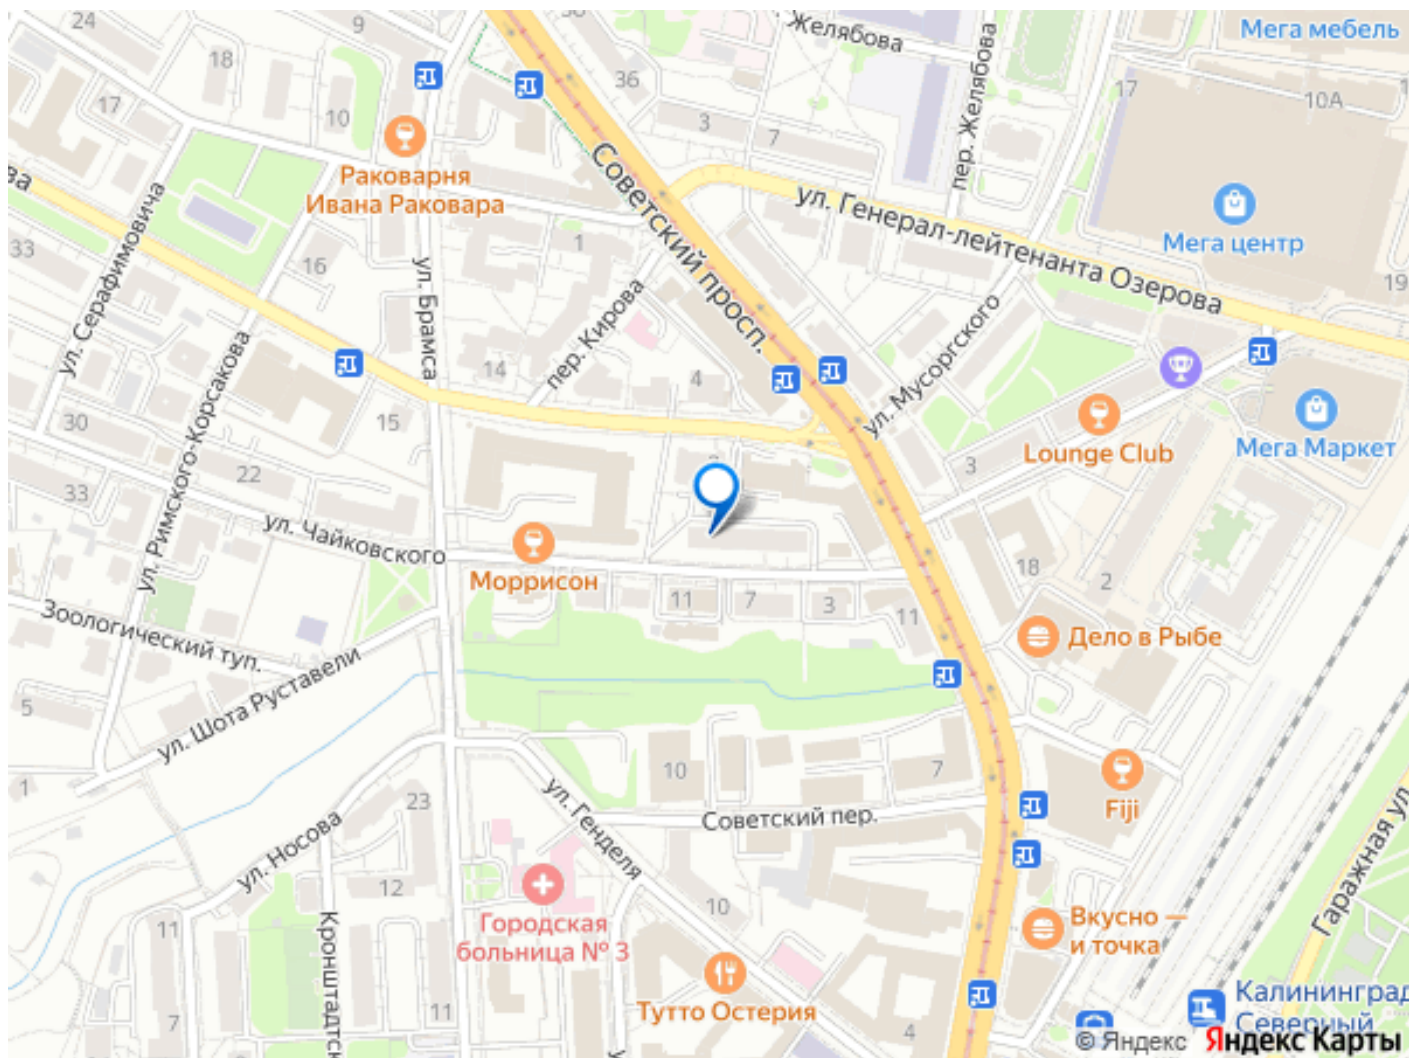 24
9
36
Желябова
Мега мебель
18
17
10
17
10А
3
7
пер. Желябова
Раковарня
Ивана Раковара
Советский просп.
ул. Генерал-лейтенанта Озерова
Мега центр
ва
33
ул. Серафимовича
16
ул. Брамса
1
пер. Кирова
19
ул. Римского-Корсакова
14
4
ул. Мусоргского
30
15
22
33
3
Lounge Club
Мега Маркет
ул. Чайковского
Моррисон
18
2
11
7
3
11
Зоологический туп.
Дело в Рыбе
5
ул. Шота Руставели
1
10
7
Fiji
23
ул. Генделя
Советский пер.
ул. Носова
12
Гаражная ул.
11
Кронштадтск
Городская
больница № 3
10
Вкусно —
и точка
Тутто Остерия
7
11
4
Калининград
Северный
© Яндекс Яндекс Карты